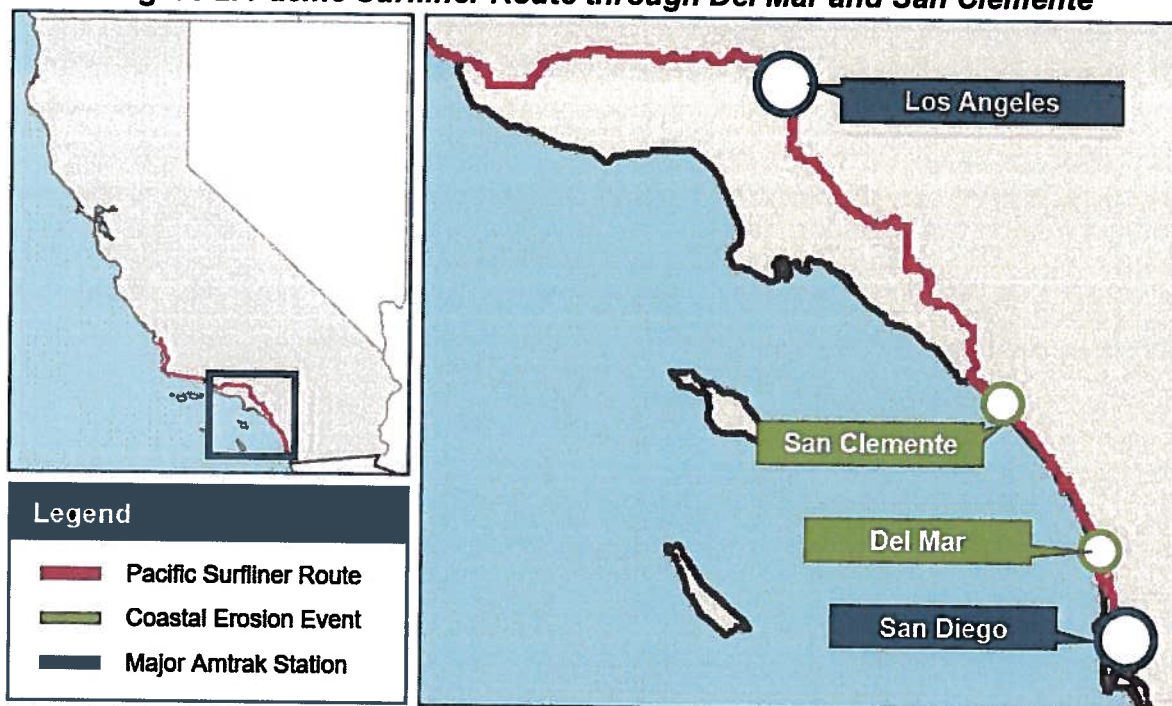 Surfliner Route through Del Mar and San Clemente
Los Angeles
San Clemente
Del Mar
San Diego
Legend
Pacific Surfliner Route
Coastal Erosion Event
Major Amtrak Station